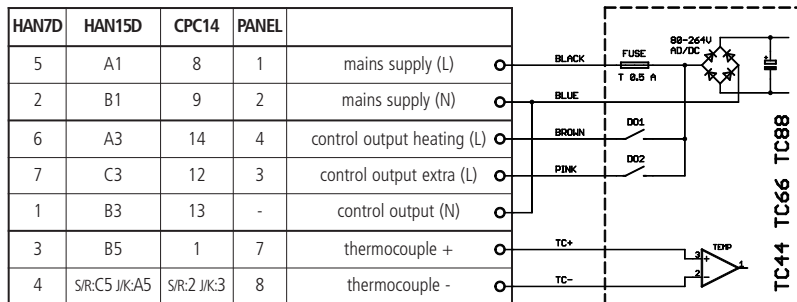 HAN7D HAN15D CPC14 PANEL
5 A1 8 1 mains supply (L)
2 B1 9 2 mains supply (N)
6 A3 14 4 control output heating (L)
7 C3 12 3 control output extra (L)
1 B3 13 - control output (N)
3 B5 1 7 thermocouple +
4 S/R:C5 J/K:A5 S/R:2 J/K:3 8 thermocouple -
BLACK
BLUE
BROWN
PINK
TC+
TC-
FUSE
T 0.5 A
DO1
DO2
80-264V
AD/DC
+
TEMP
3 +
2 -
1
TC44 TC66 TC88